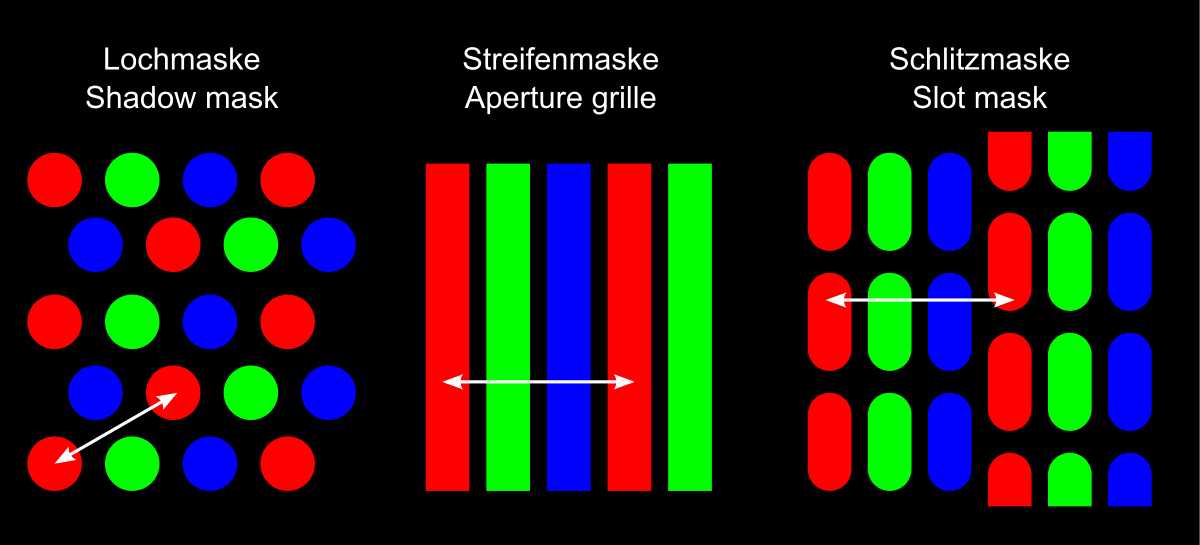 Lochmaske
Shadow mask
Streifenmaske
Aperture grille
Schlitzmaske
Slot mask